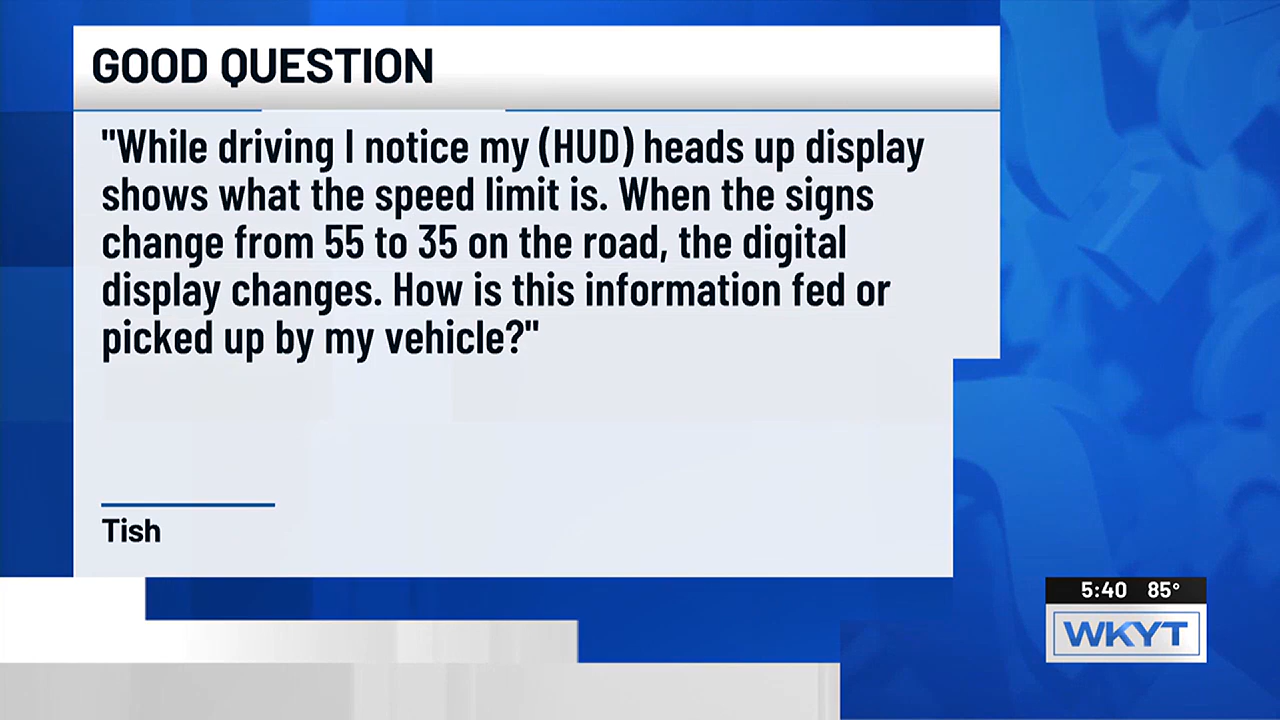 GOOD QUESTION
"While driving I notice my (HUD) heads up display
shows what the speed limit is. When the signs
change from 55 to 35 on the road, the digital
display changes. How is this information fed or
picked up by my vehicle?"
Tish
5:40 85°
WKYT